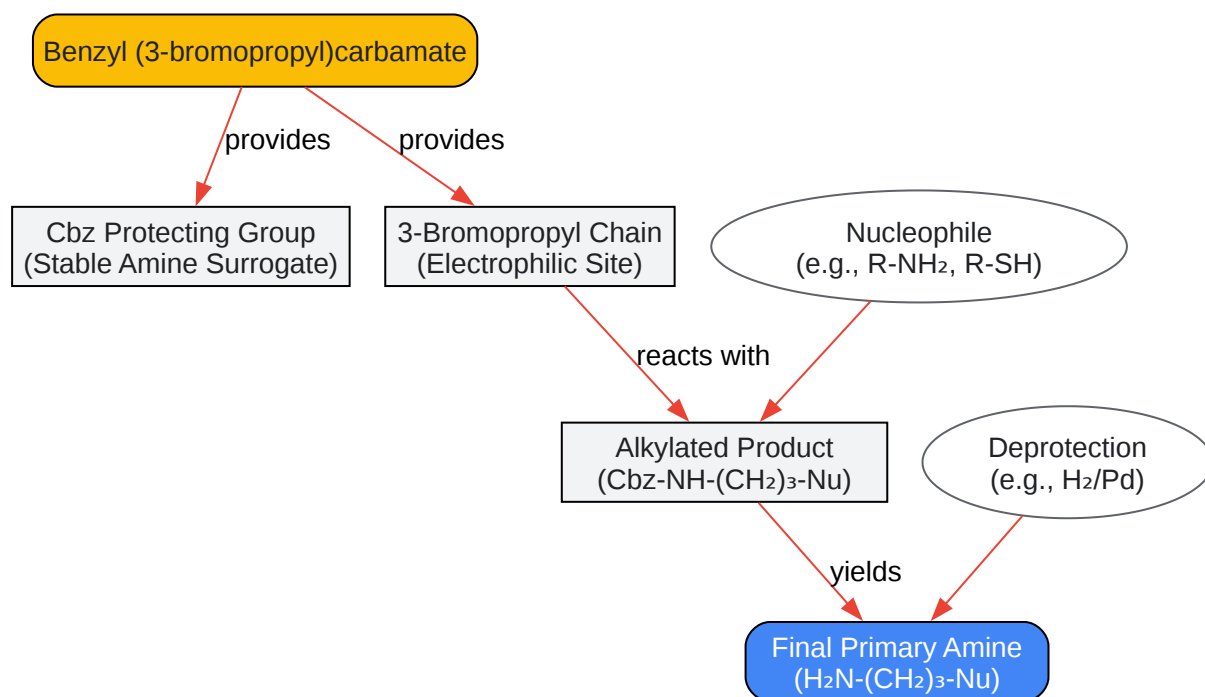 Benzyl (3-bromopropyl)carbamate
provides
provides
Cbz Protecting Group
(Stable Amine Surrogate)
3-Bromopropyl Chain
(Electrophilic Site)
Nucleophile
(e.g., R-NH₂, R-SH)
reacts with
Alkylated Product
(Cbz-NH-(CH₂)₃-Nu)
Deprotection
(e.g., H₂/Pd)
yields
Final Primary Amine
(H₂N-(CH₂)₃-Nu)